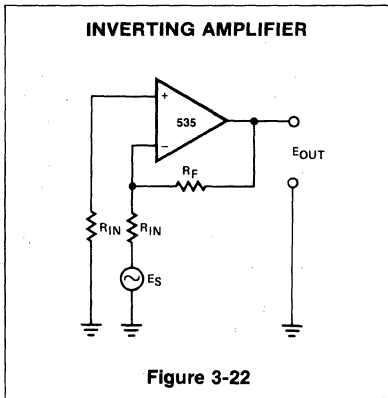 INVERTING AMPLIFIER
+
535
−
EOUT
RF
RIN
RIN
ES
Figure 3-22